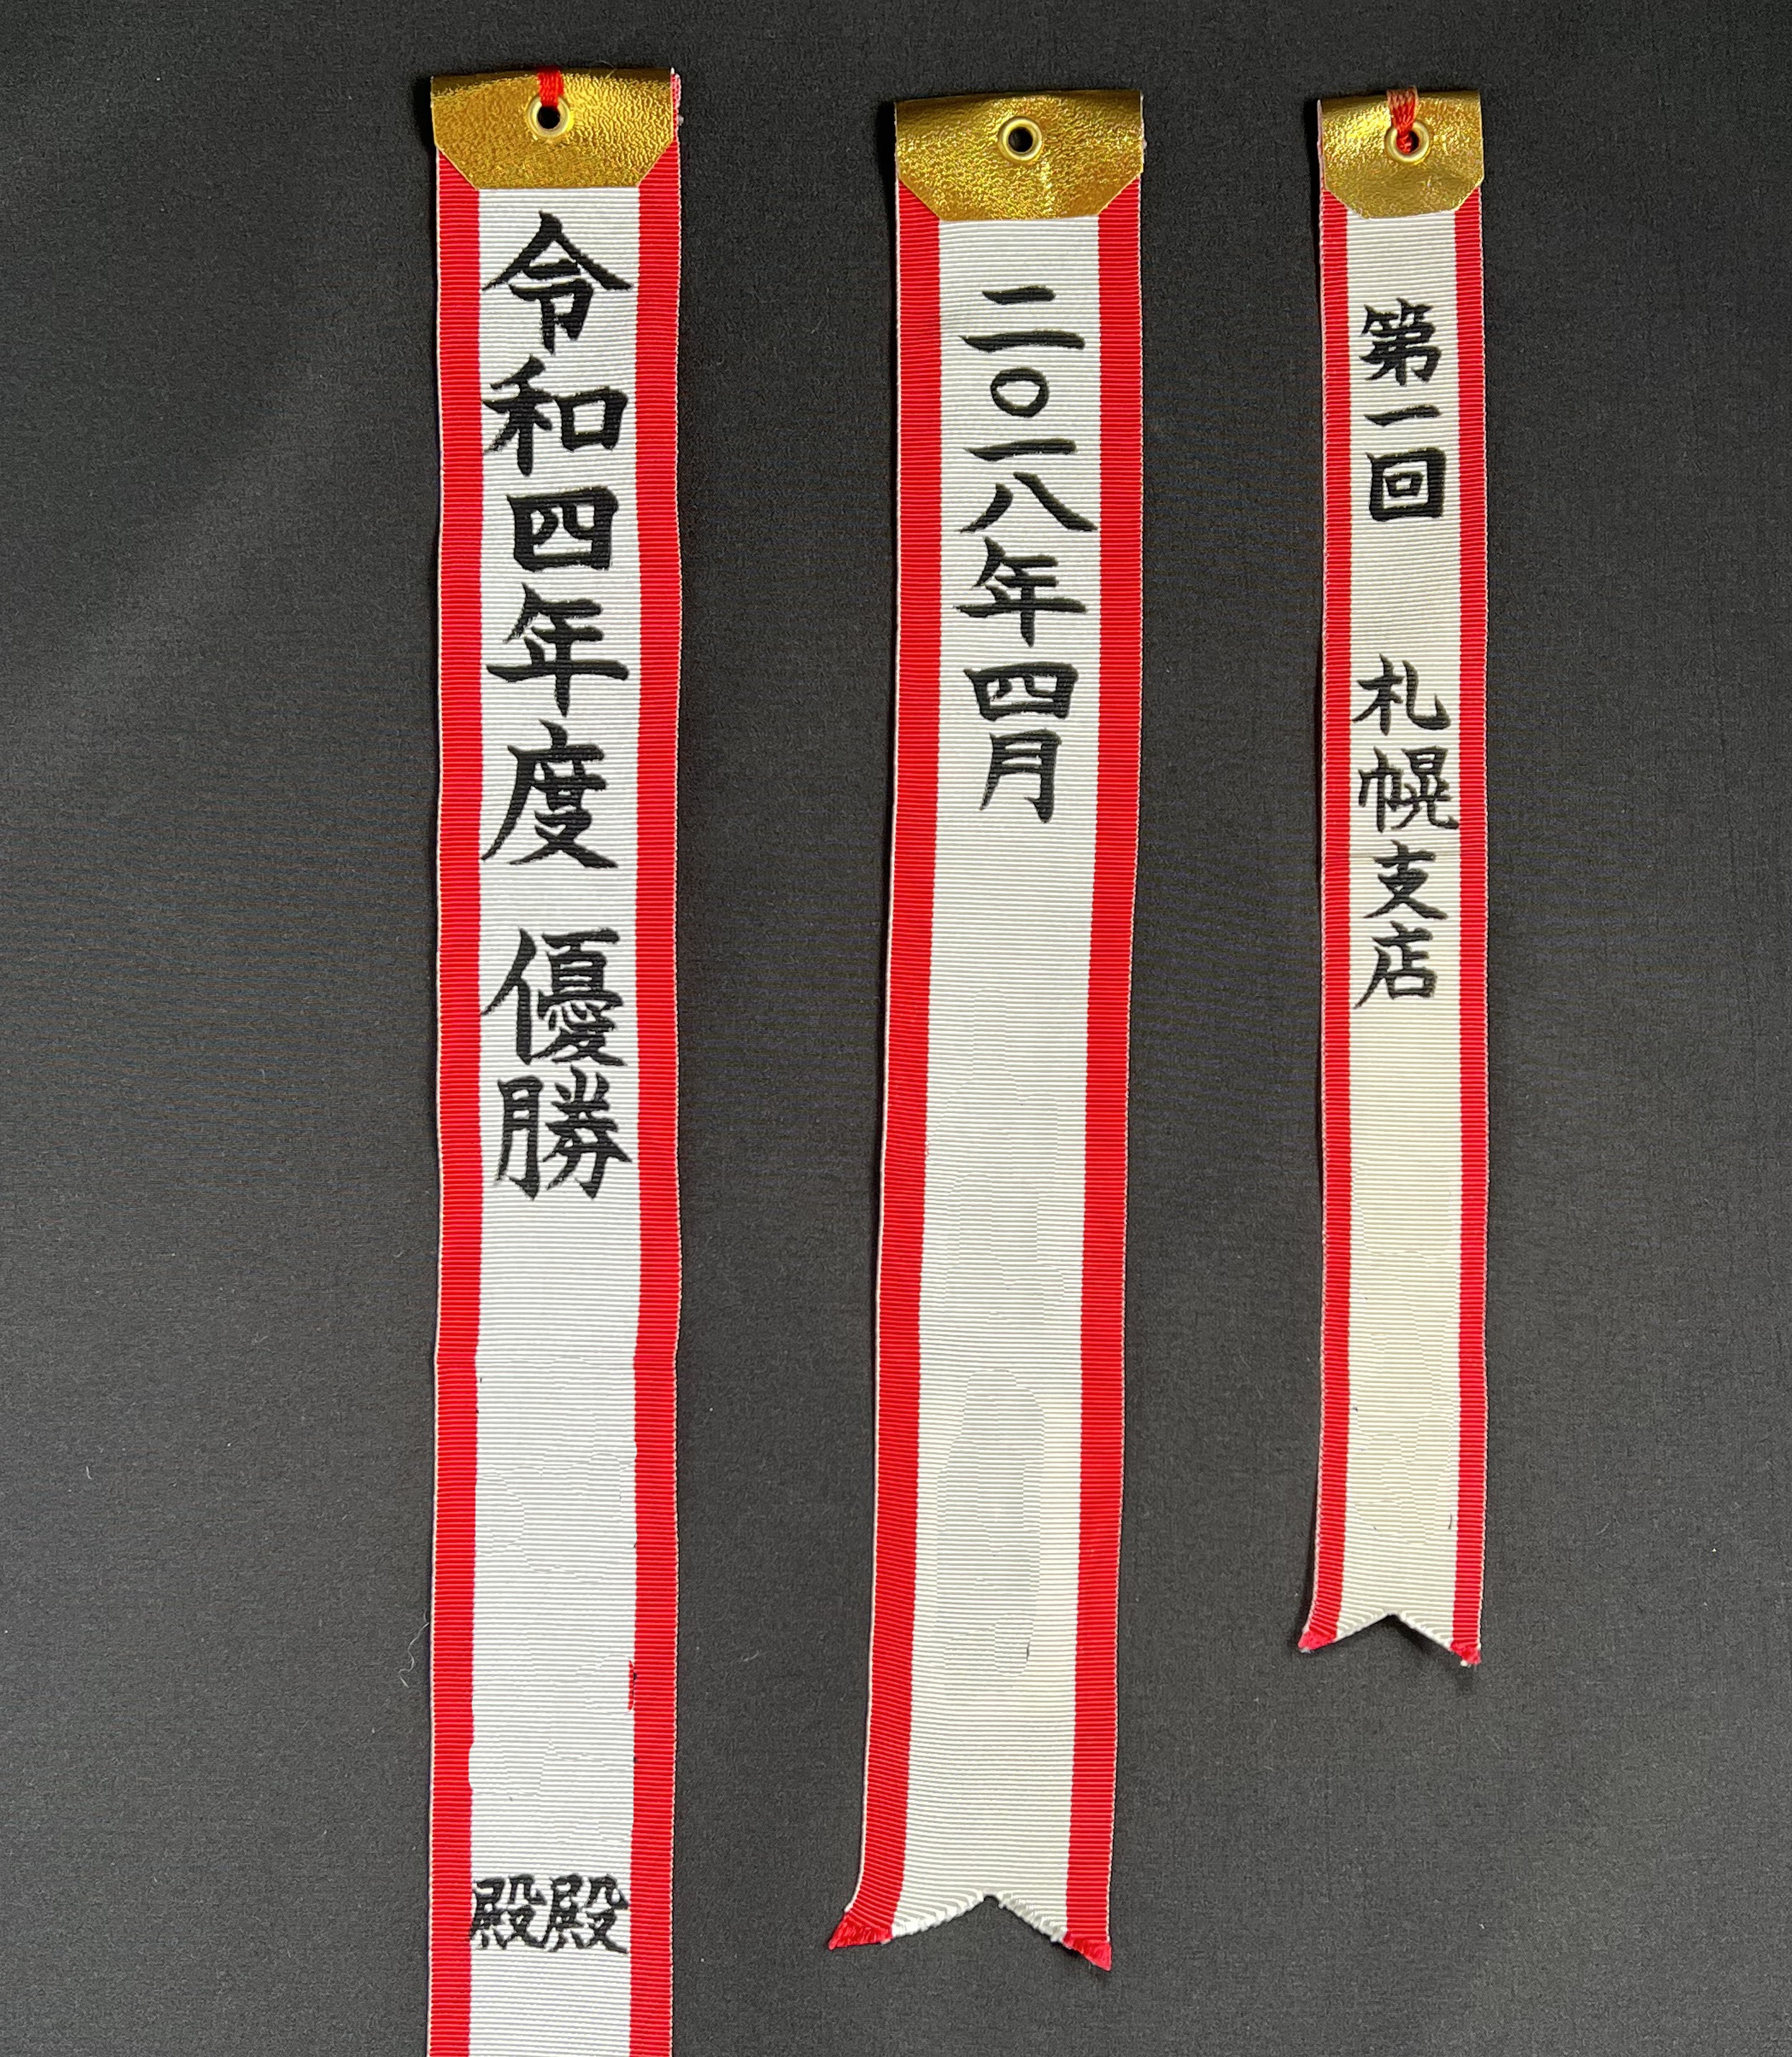 令和四年度 優勝
殿殿
二〇一八年四月
第一回 札幌支店